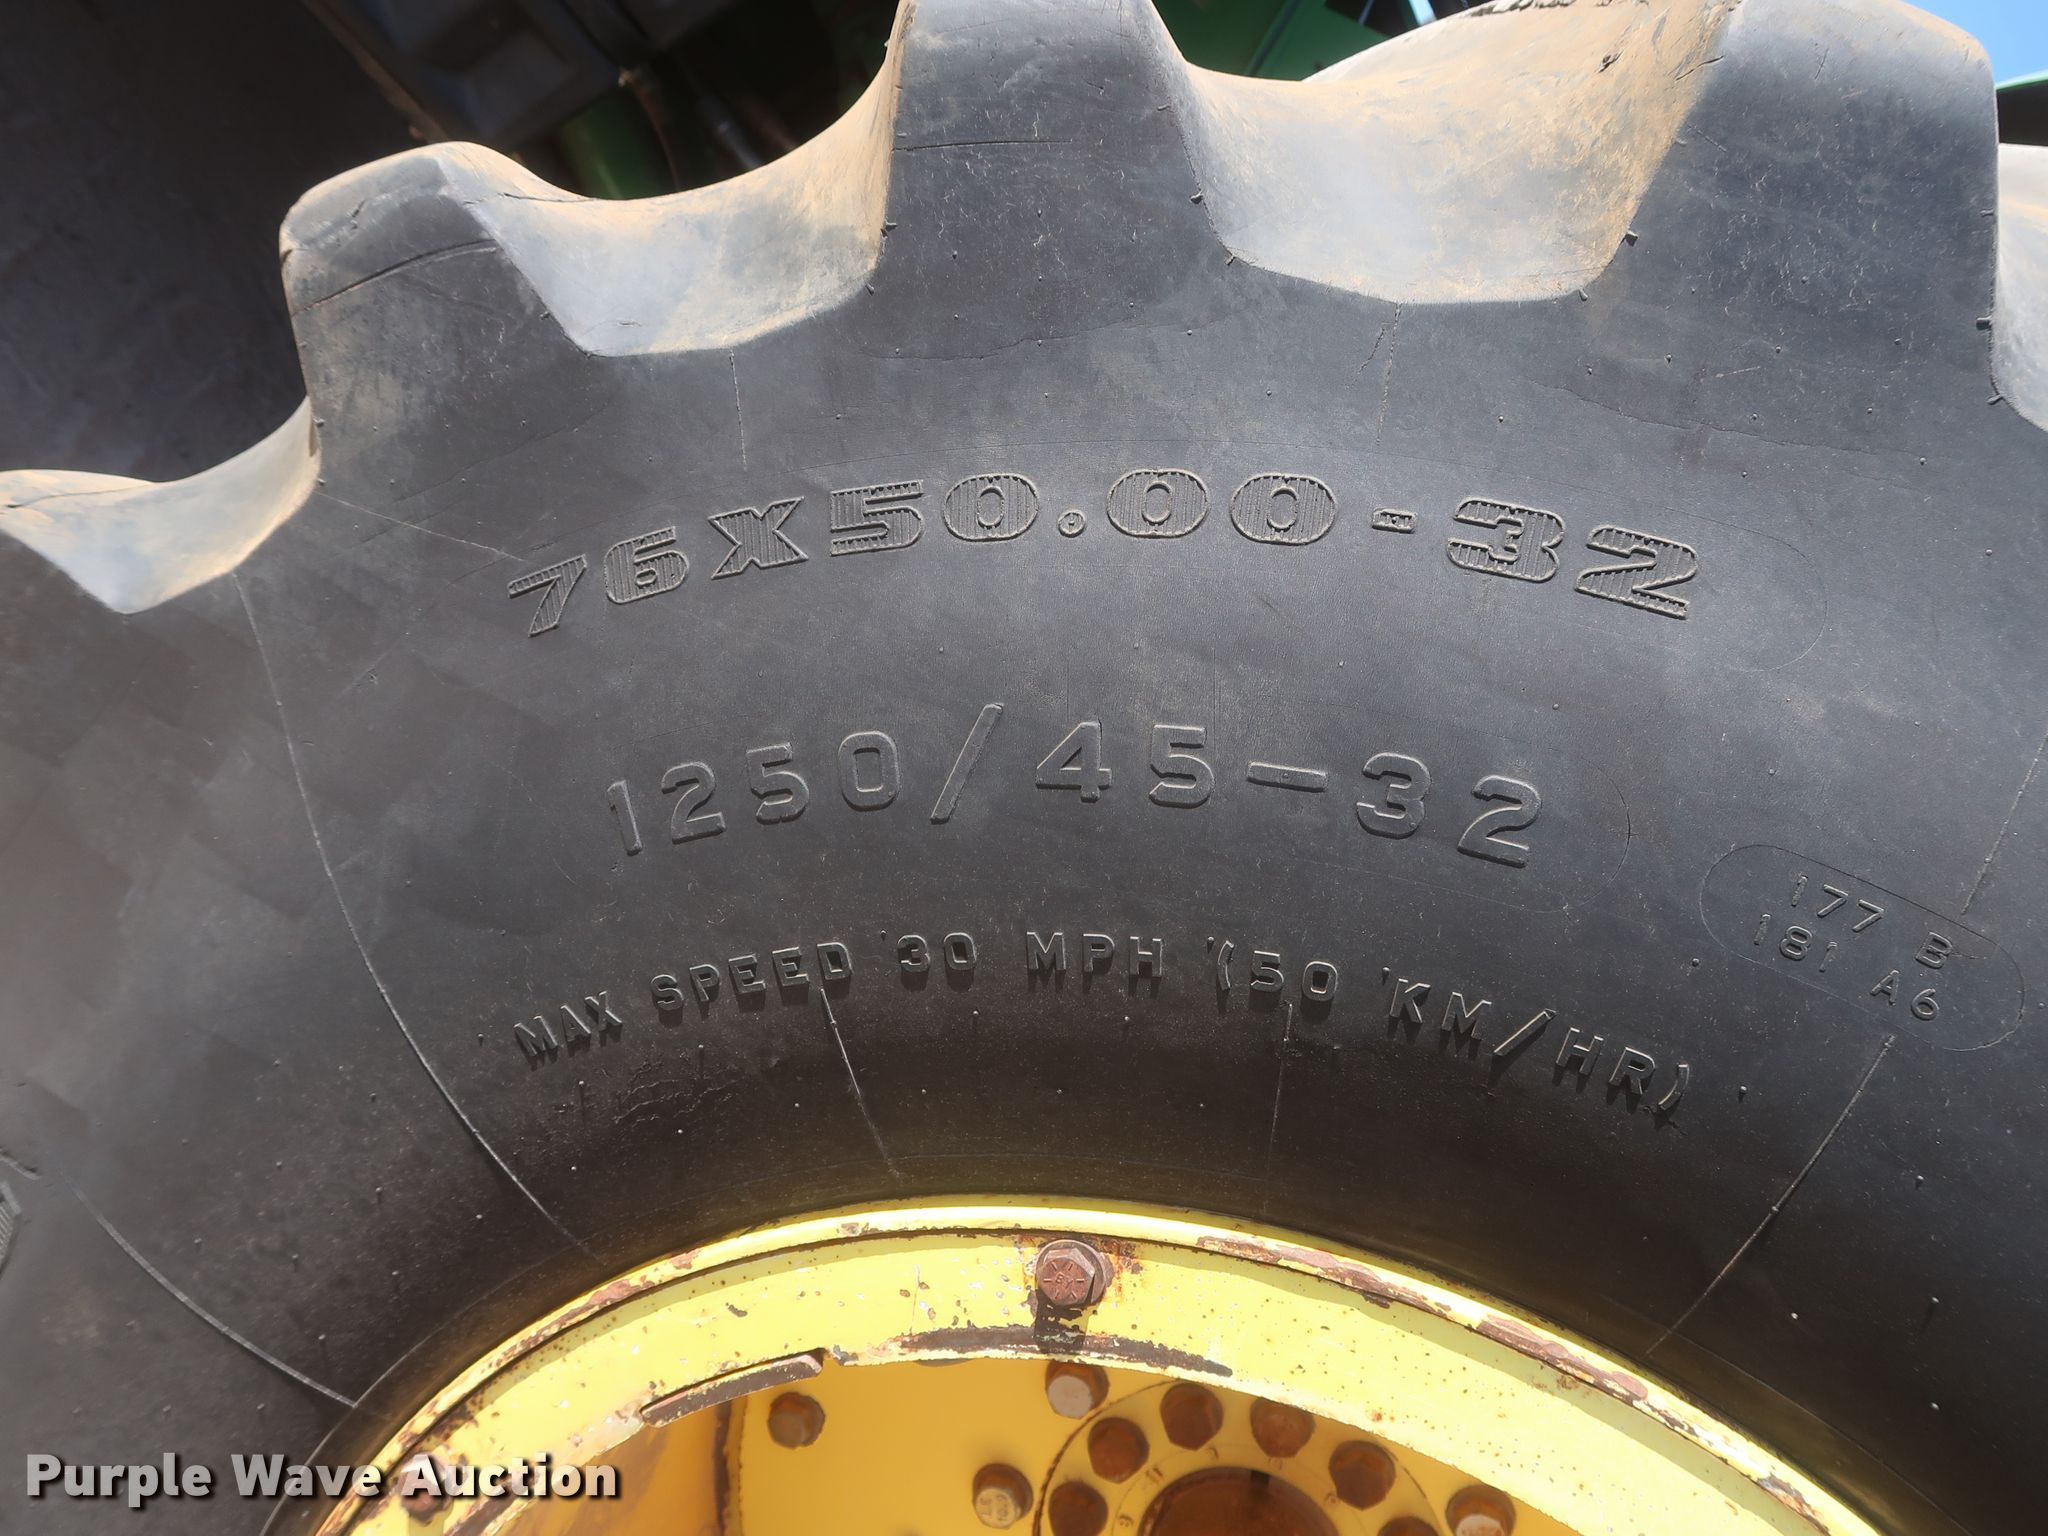 76X50.00-32
1250/45-32
177 B
181 A6
MAX SPEED 30 MPH (50 KM/HR)
Purple Wave Auction